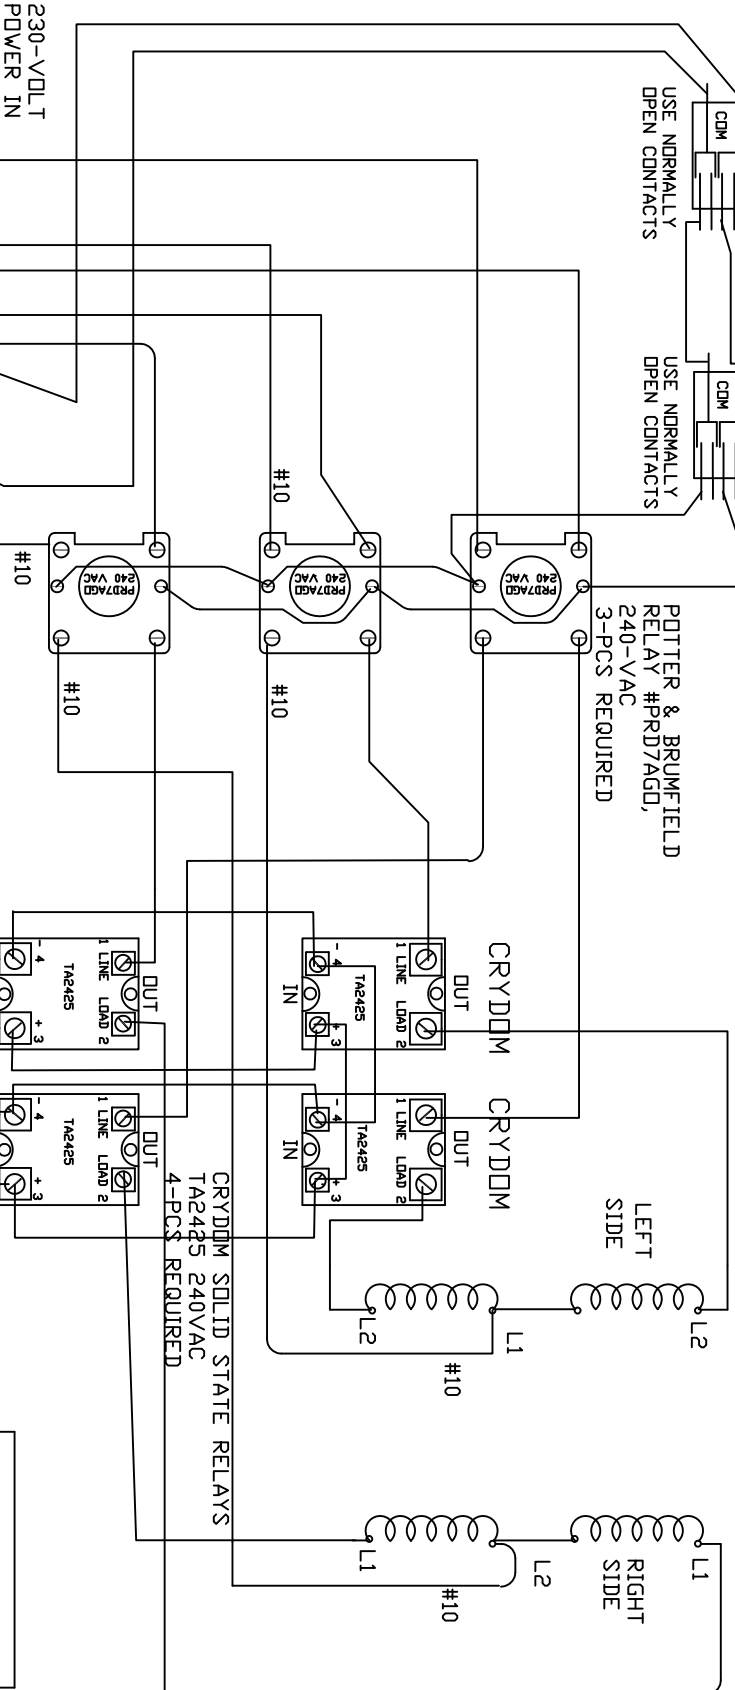 230-VOLT
POWER IN
COM
USE NORMALLY
OPEN CONTACTS
COM
USE NORMALLY
OPEN CONTACTS
#10
#10
PRD7AGO
240 VAC
PRD7AGO
240 VAC
PRD7AGO
240 VAC
POTTER & BRUMFIELD
RELAY #PRD7AGO,
240-VAC
3-PCS REQUIRED
#10
#10
CRYDOM
OUT
1 LINE LOAD 2
TA2425
- 4 + 3
IN
OUT
1 LINE LOAD 2
TA2425
- 4 + 3
CRYDOM
OUT
1 LINE LOAD 2
TA2425
- 4 + 3
IN
OUT
1 LINE LOAD 2
TA2425
- 4 + 3
CRYDOM SOLID STATE RELAYS
TA2425 240VAC
4-PCS REQUIRED
LEFT
SIDE
L2
L1
L2
#10
RIGHT
SIDE
L1
L2
L1
#10